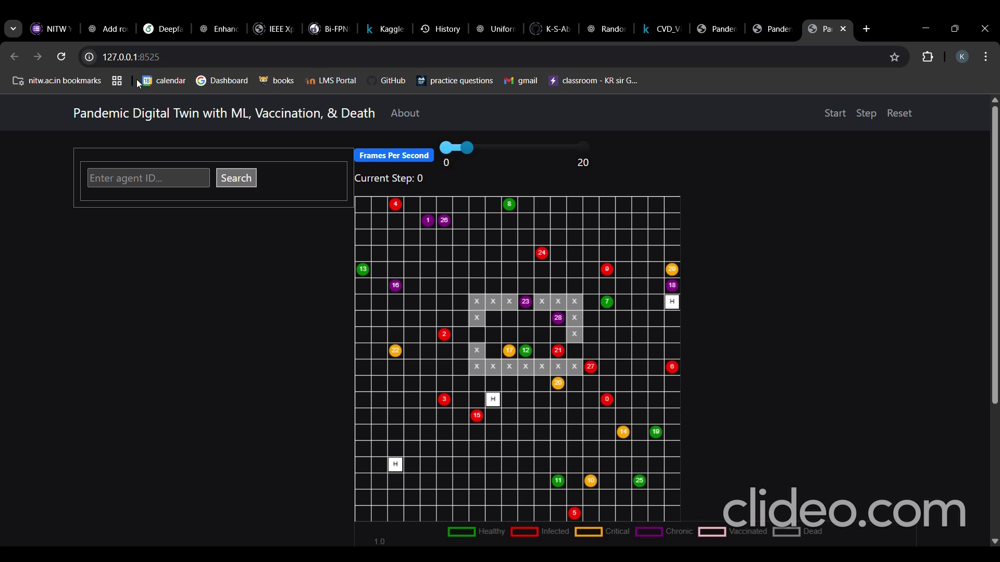 NITW Y
Add ro
Deepfa
Enhanc
IEEE Xp
Bi-FPN
Kaggle
History
Uniform
K-S-Ab
Randor
CVD_Vi
Pander
Pander
Pa
127.0.0.1:8525
K
nitw.ac.in bookmarks
18
calendar
Dashboard
books
LMS Portal
GitHub
practice questions
gmail
classroom - KR sir G...
Pandemic Digital Twin with ML, Vaccination, & Death
About
Start
Step
Reset
Enter agent ID...
Search
Frames Per Second
0
20
Current Step: 0
4 8
1 26
24
13 9 29
16 18
X X X 23 X X X 7 H
X 28 X
2 X
22 X 17 12 21
X X X X X X X 27 6
20
3 H 0
15
14 19
H
11 10 25
5
Healthy Infected Critical Chronic Vaccinated Dead
1.0
clideo.com